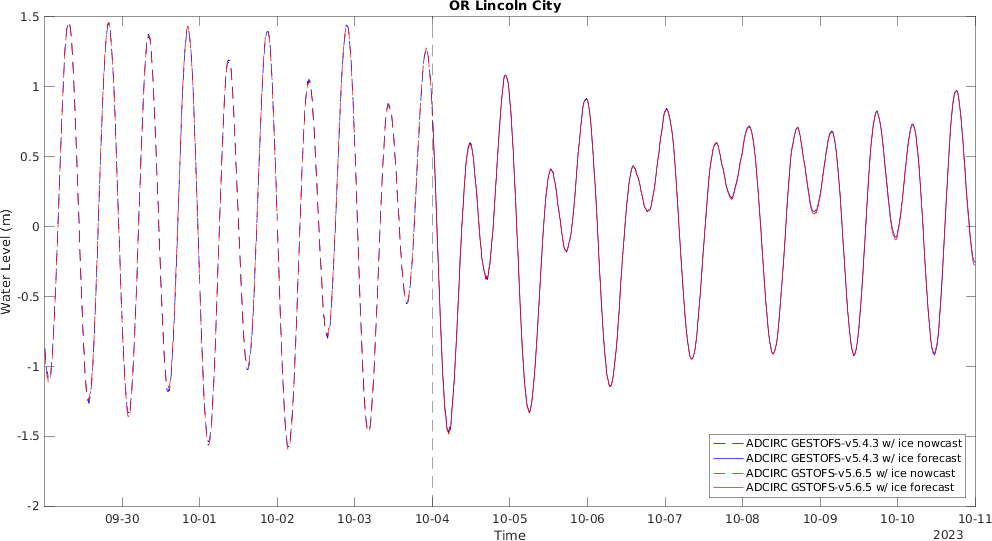 OR Lincoln City
1.5
1
0.5
0
-0.5
-1
-1.5
-2
Water Level (m)
ADCIRC GESTOFS-v5.4.3 w/ ice nowcast
ADCIRC GESTOFS-v5.4.3 w/ ice forecast
ADCIRC GSTOFS-v5.6.5 w/ ice nowcast
ADCIRC GSTOFS-v5.6.5 w/ ice forecast
09-30 10-01 10-02 10-03 10-04 10-05 10-06 10-07 10-08 10-09 10-10 10-11
Time
2023